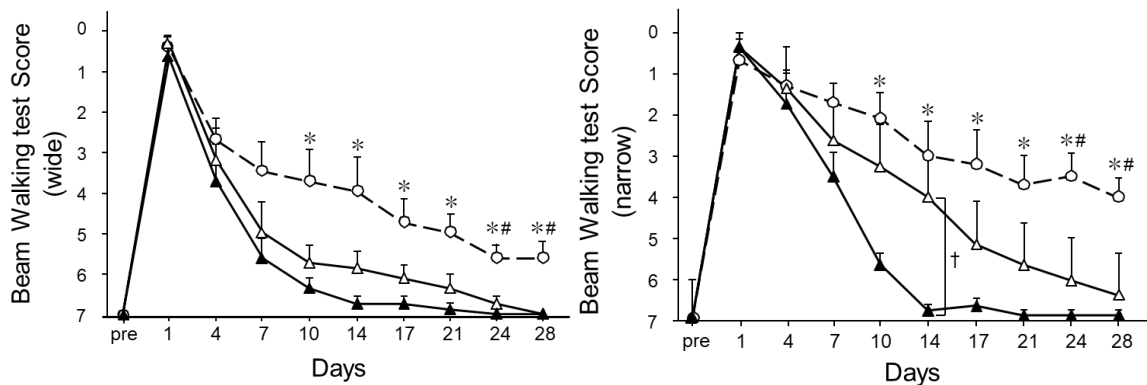 Beam Walking test Score
(wide)
0
1
2
3
4
5
6
7
* * * * *# *#
pre 1 4 7 10 14 17 21 24 28
Days
Beam Walking test Score
(narrow)
0
1
2
3
4
5
6
7
* * * * *# *#
†
pre 1 4 7 10 14 17 21 24 28
Days